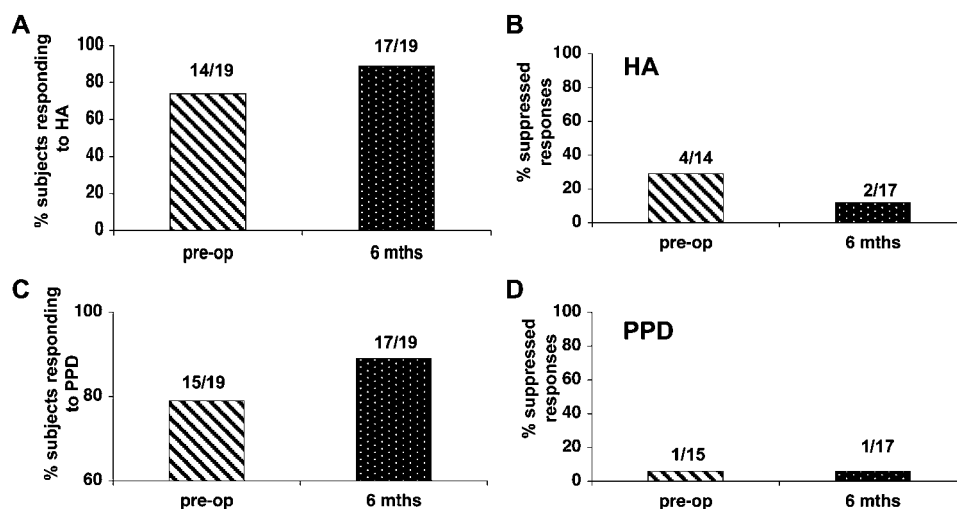 A
% subjects responding
to HA
100
80
60
40
20
0
14/19
17/19
pre-op
6 mths
B
HA
% suppressed
responses
100
80
60
40
20
0
4/14
2/17
pre-op
6 mths
C
% subjects responding
to PPD
100
80
60
15/19
17/19
pre-op
6 mths
D
PPD
% suppressed
responses
100
80
60
40
20
0
1/15
1/17
pre-op
6 mths